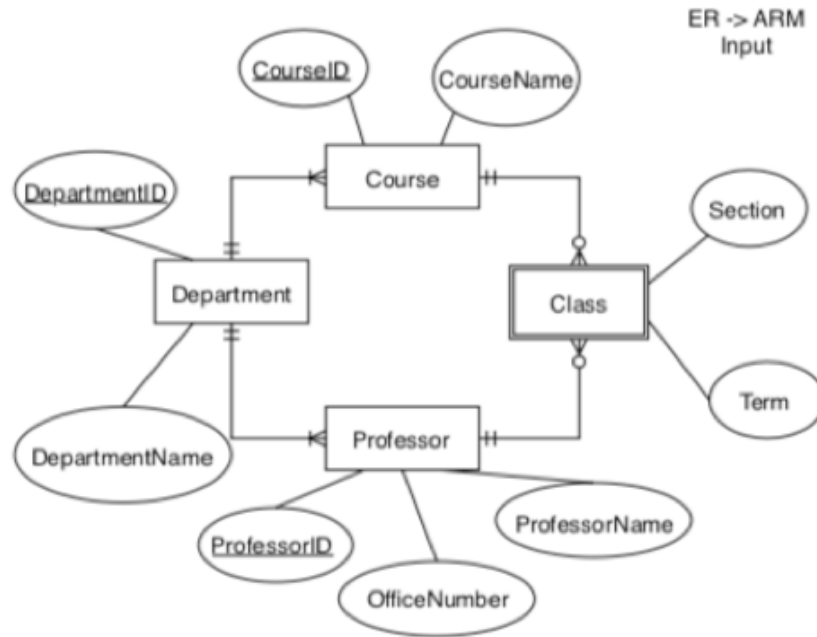 ER -> ARM
Input
CourseID
CourseName
Course
DepartmentID
Section
Department
Class
Term
Professor
DepartmentName
ProfessorName
ProfessorID
OfficeNumber